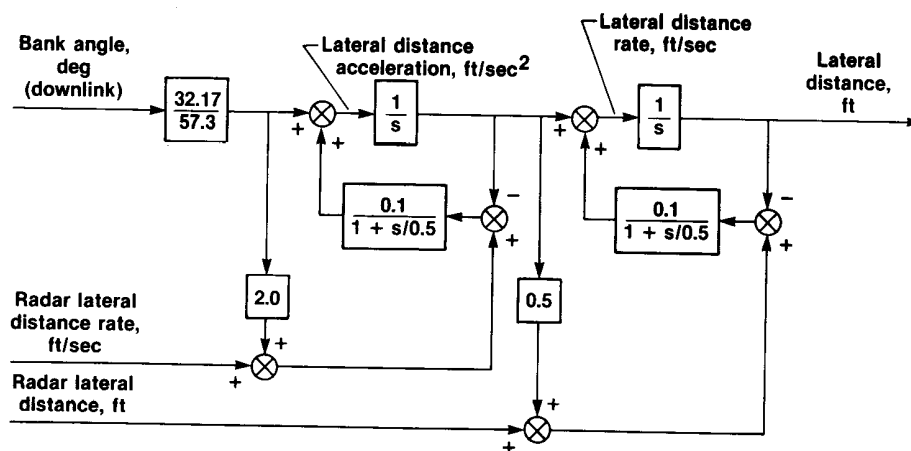 Bank angle,
deg
(downlink)
32.17
57.3
+
+
Lateral distance
acceleration, ft/sec2
1
s
0.1
1 + s/0.5
−
+
+
+
Lateral distance
rate, ft/sec
1
s
0.1
1 + s/0.5
−
+
Lateral
distance,
ft
2.0
0.5
Radar lateral
distance rate,
ft/sec
+
+
Radar lateral
distance, ft
+
+